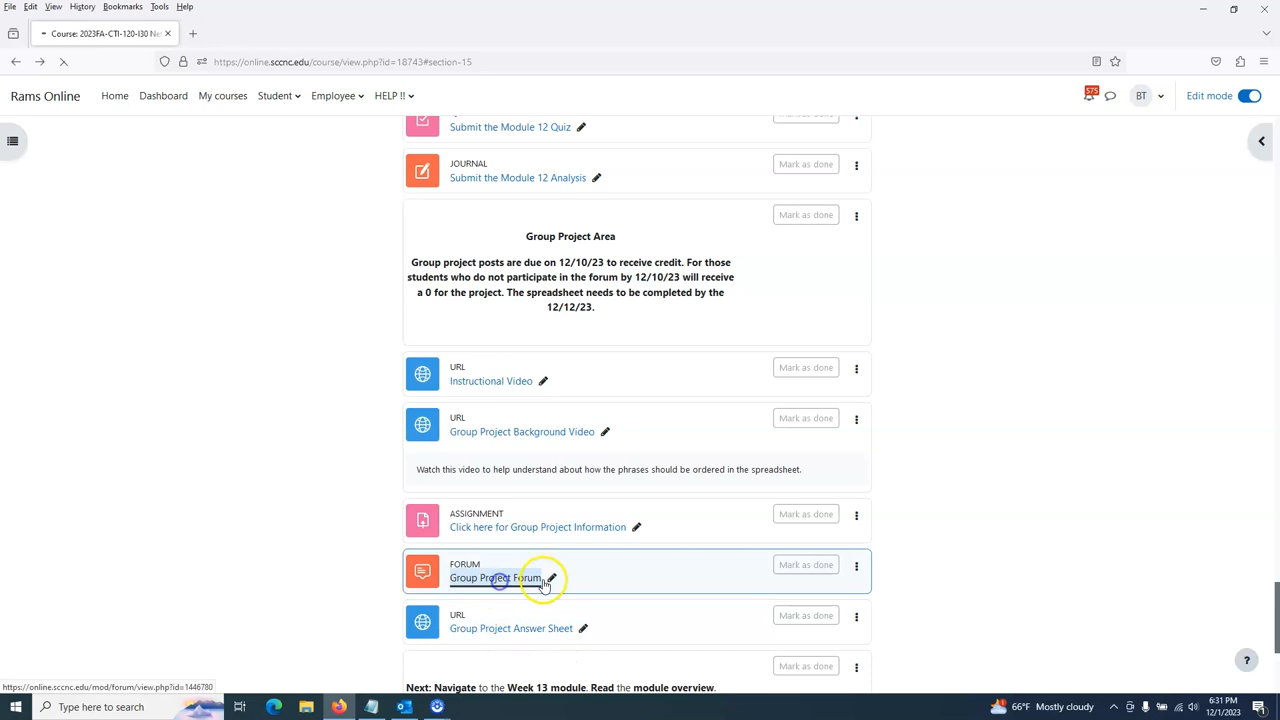 File Edit View History Bookmarks Tools Help
Course: 2023FA-CTI-120-I30 Ne
https://online.sccnc.edu/course/view.php?id=18743#section-15
Rams Online Home Dashboard My courses Student Employee HELP !! 575 BT Edit mode
Submit the Module 12 Quiz
Mark as done
JOURNAL
Submit the Module 12 Analysis
Mark as done
Mark as done
Group Project Area
Group project posts are due on 12/10/23 to receive credit. For those
students who do not participate in the forum by 12/10/23 will receive
a 0 for the project. The spreadsheet needs to be completed by the
12/12/23.
URL
Instructional Video
Mark as done
URL
Group Project Background Video
Mark as done
Watch this video to help understand about how the phrases should be ordered in the spreadsheet.
ASSIGNMENT
Click here for Group Project Information
Mark as done
FORUM
Group Project Forum
Mark as done
URL
Group Project Answer Sheet
Mark as done
Mark as done
Next: Navigate to the Week 13 module. Read the module overview.
?
https://online.sccnc.edu/mod/forum/view.php?id=1446780
Type here to search
66°F Mostly cloudy
6:31 PM
12/1/2023